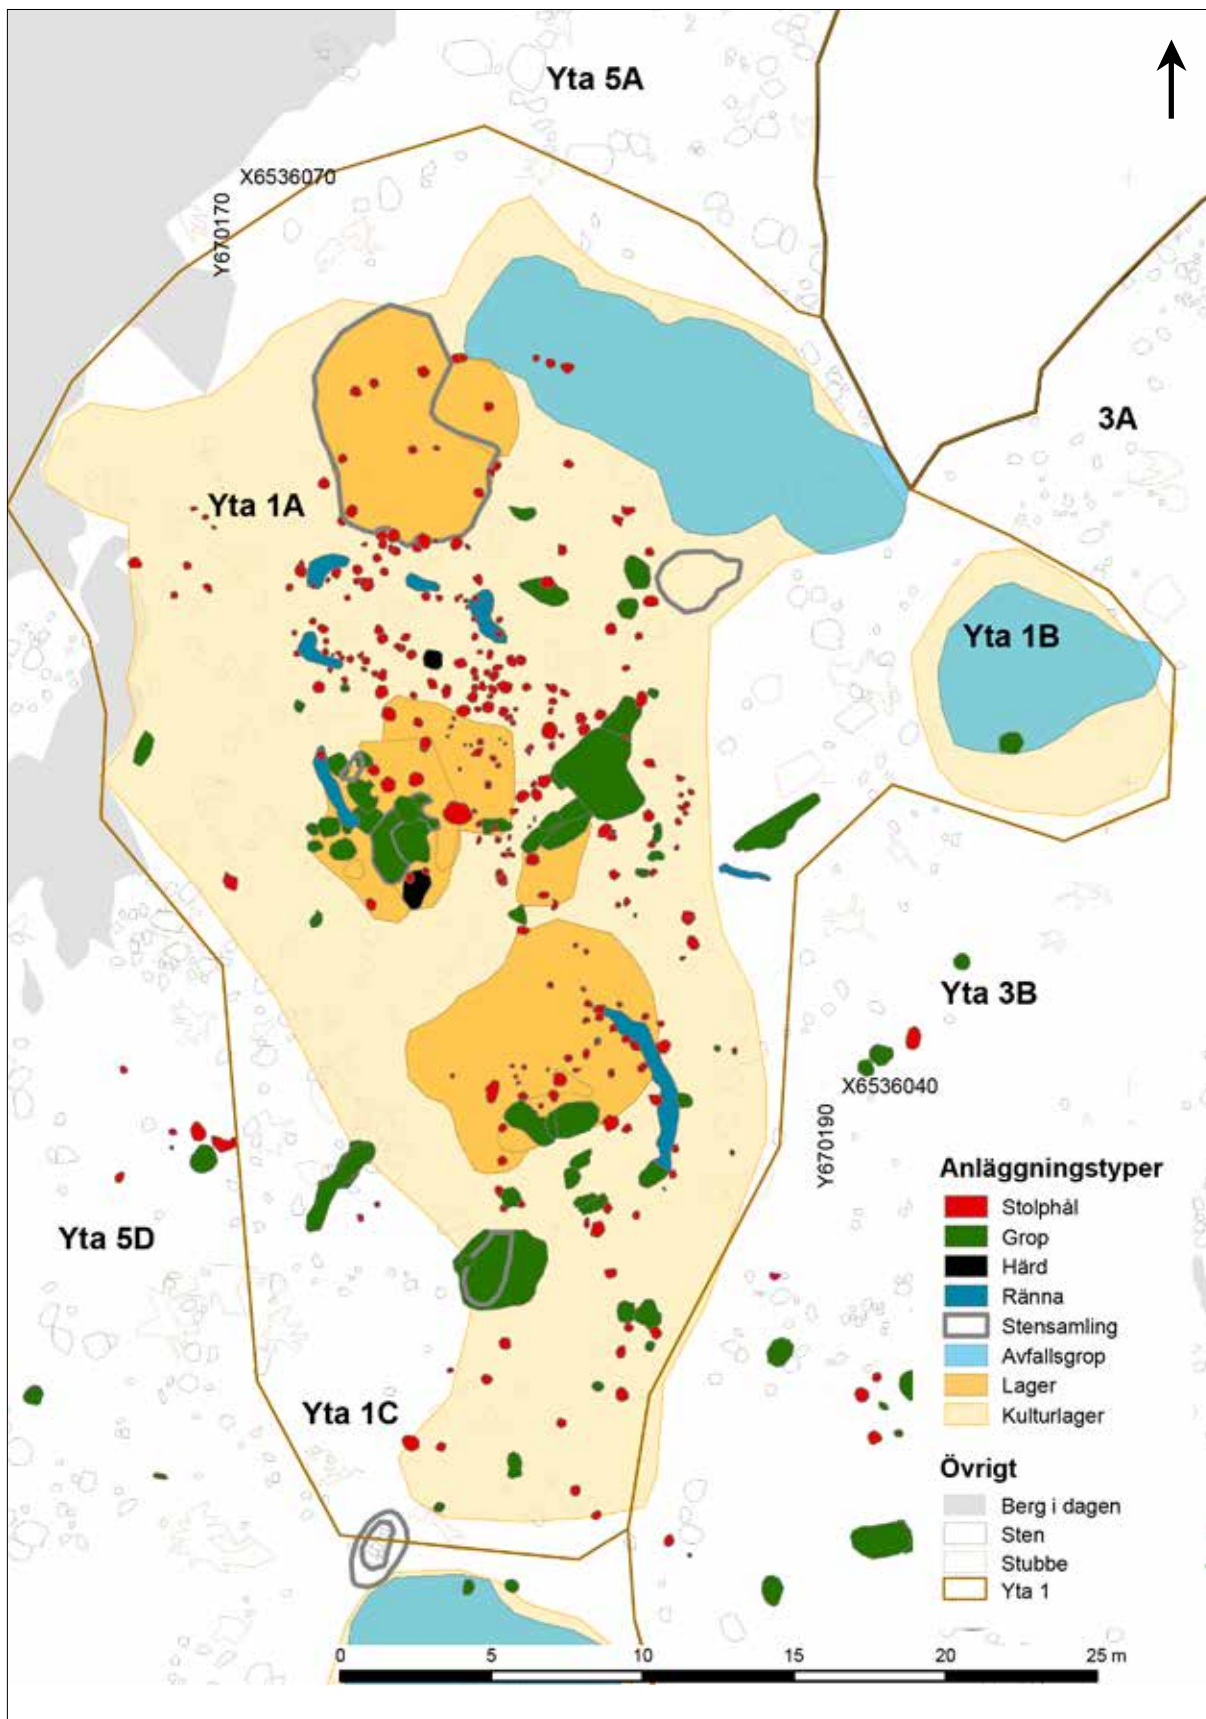 Yta 5A
X6536070
Y670170
3A
Yta 1A
Yta 1B
Yta 3B
X6536040
Y670190
Yta 5D
Yta 1C
Anläggningstyper
Stolphål
Grop
Härd
Ränna
Stensamling
Avfallsgrop
Lager
Kulturlager
Övrigt
Berg i dagen
Sten
Stubbe
Yta 1
0 5 10 15 20 25 m